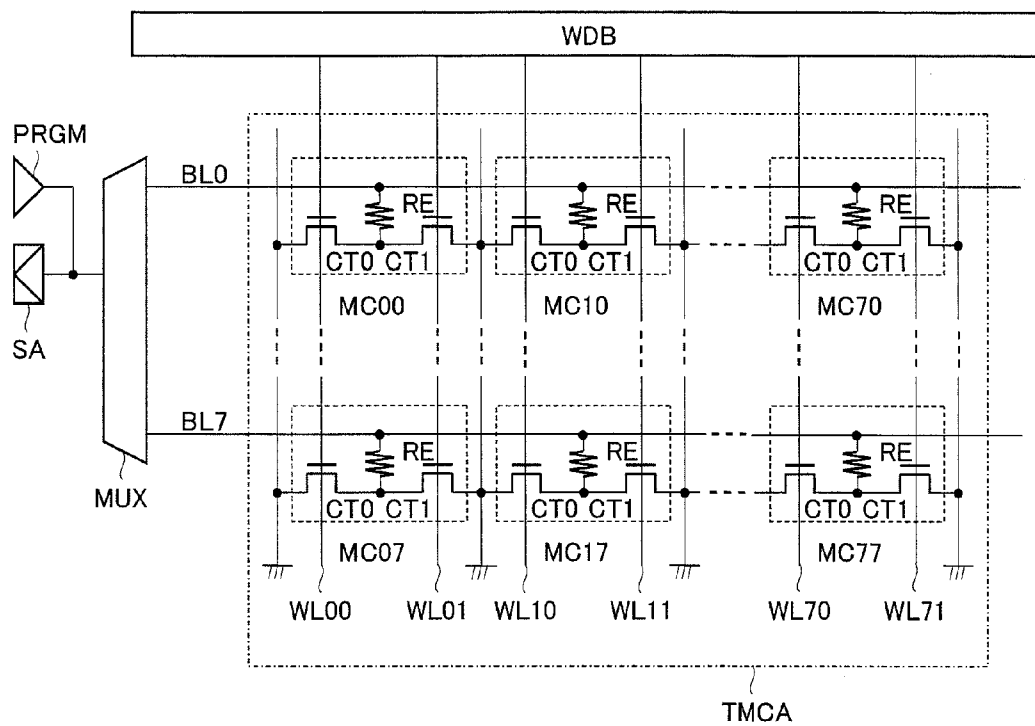 WDB
PRGM
BL0
RE RE RE
CT0 CT1 CT0 CT1 CT0 CT1
MC00 MC10 MC70
SA
BL7
RE RE RE
MUX
CT0 CT1 CT0 CT1 CT0 CT1
MC07 MC17 MC77
WL00 WL01 WL10 WL11 WL70 WL71
TMCA